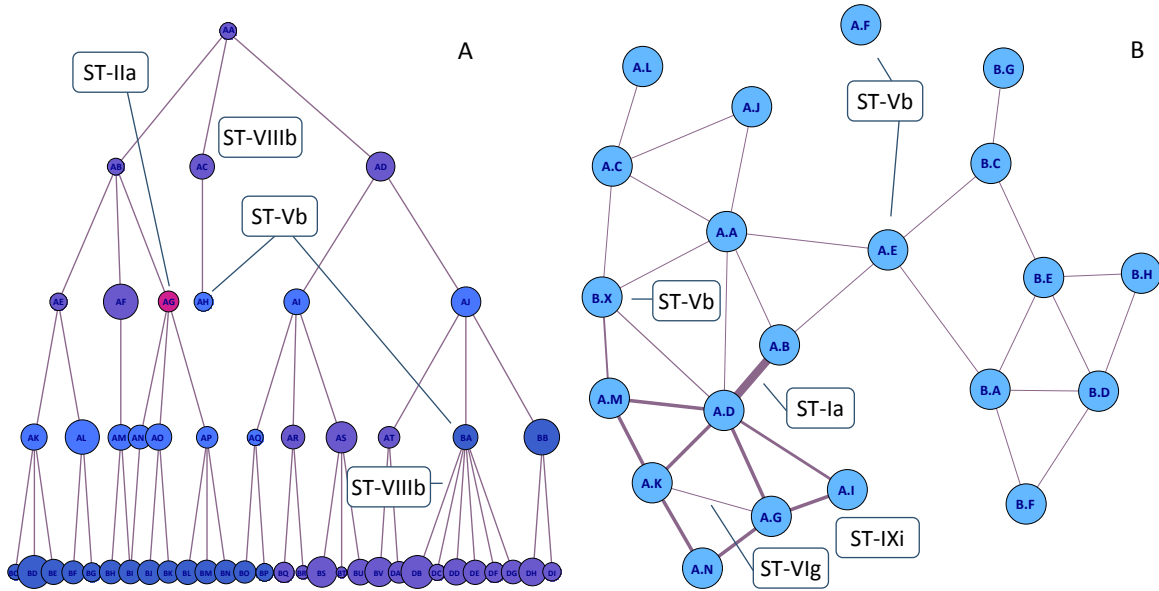 A
B
AA
ST-IIa
ST-VIIIb
AB
AC
AD
ST-Vb
AE
AF
AG
AH
AI
AJ
AK
AL
AM
AN
AO
AP
AQ
AR
AS
AT
BA
BB
ST-VIIIb
BD
BE
BF
BG
BH
BI
BJ
BK
BL
BM
BN
BO
BP
BQ
BR
BS
BT
BU
BV
DA
DB
DC
DD
DE
DF
DG
DH
DI
A.F
A.L
B.G
ST-Vb
A.J
A.C
B.C
A.A
A.E
B.X
ST-Vb
B.E
B.H
A.B
A.M
A.D
ST-Ia
B.A
B.D
A.K
A.I
A.G
B.F
ST-IXi
A.N
ST-VIg